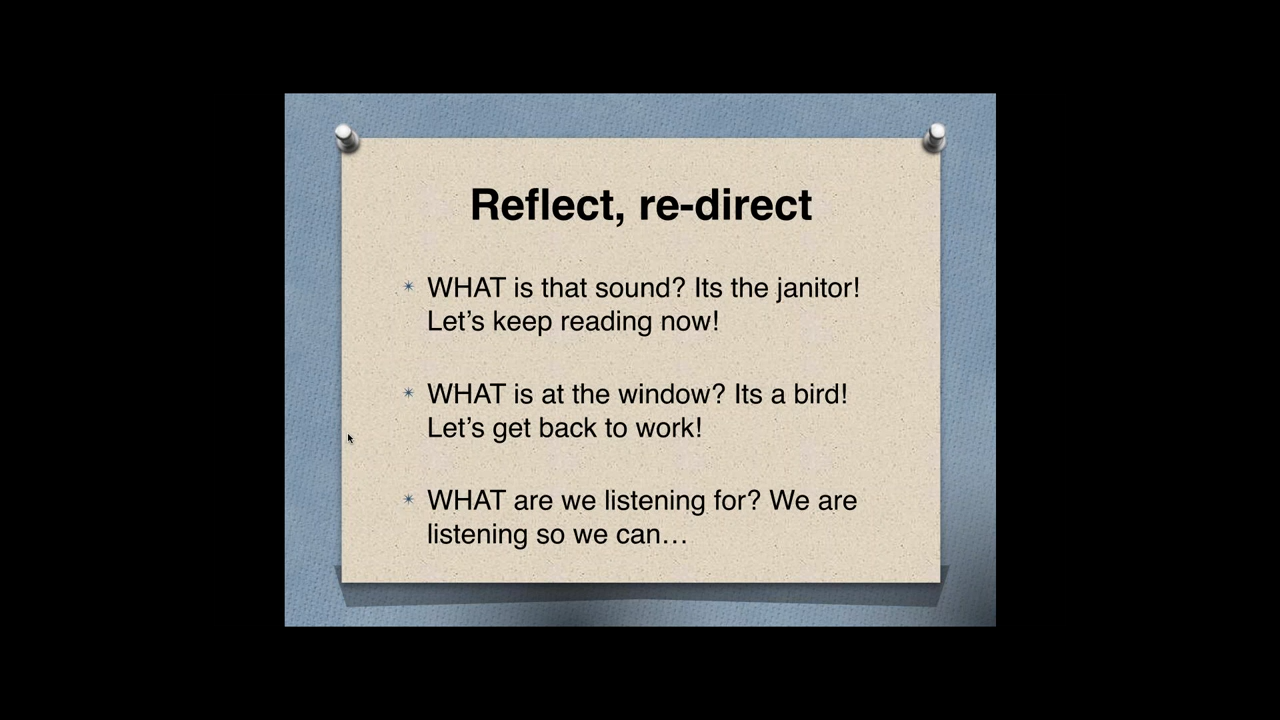 Reflect, re-direct
WHAT is that sound? Its the janitor!
Let’s keep reading now!
WHAT is at the window? Its a bird!
Let’s get back to work!
WHAT are we listening for? We are
listening so we can…